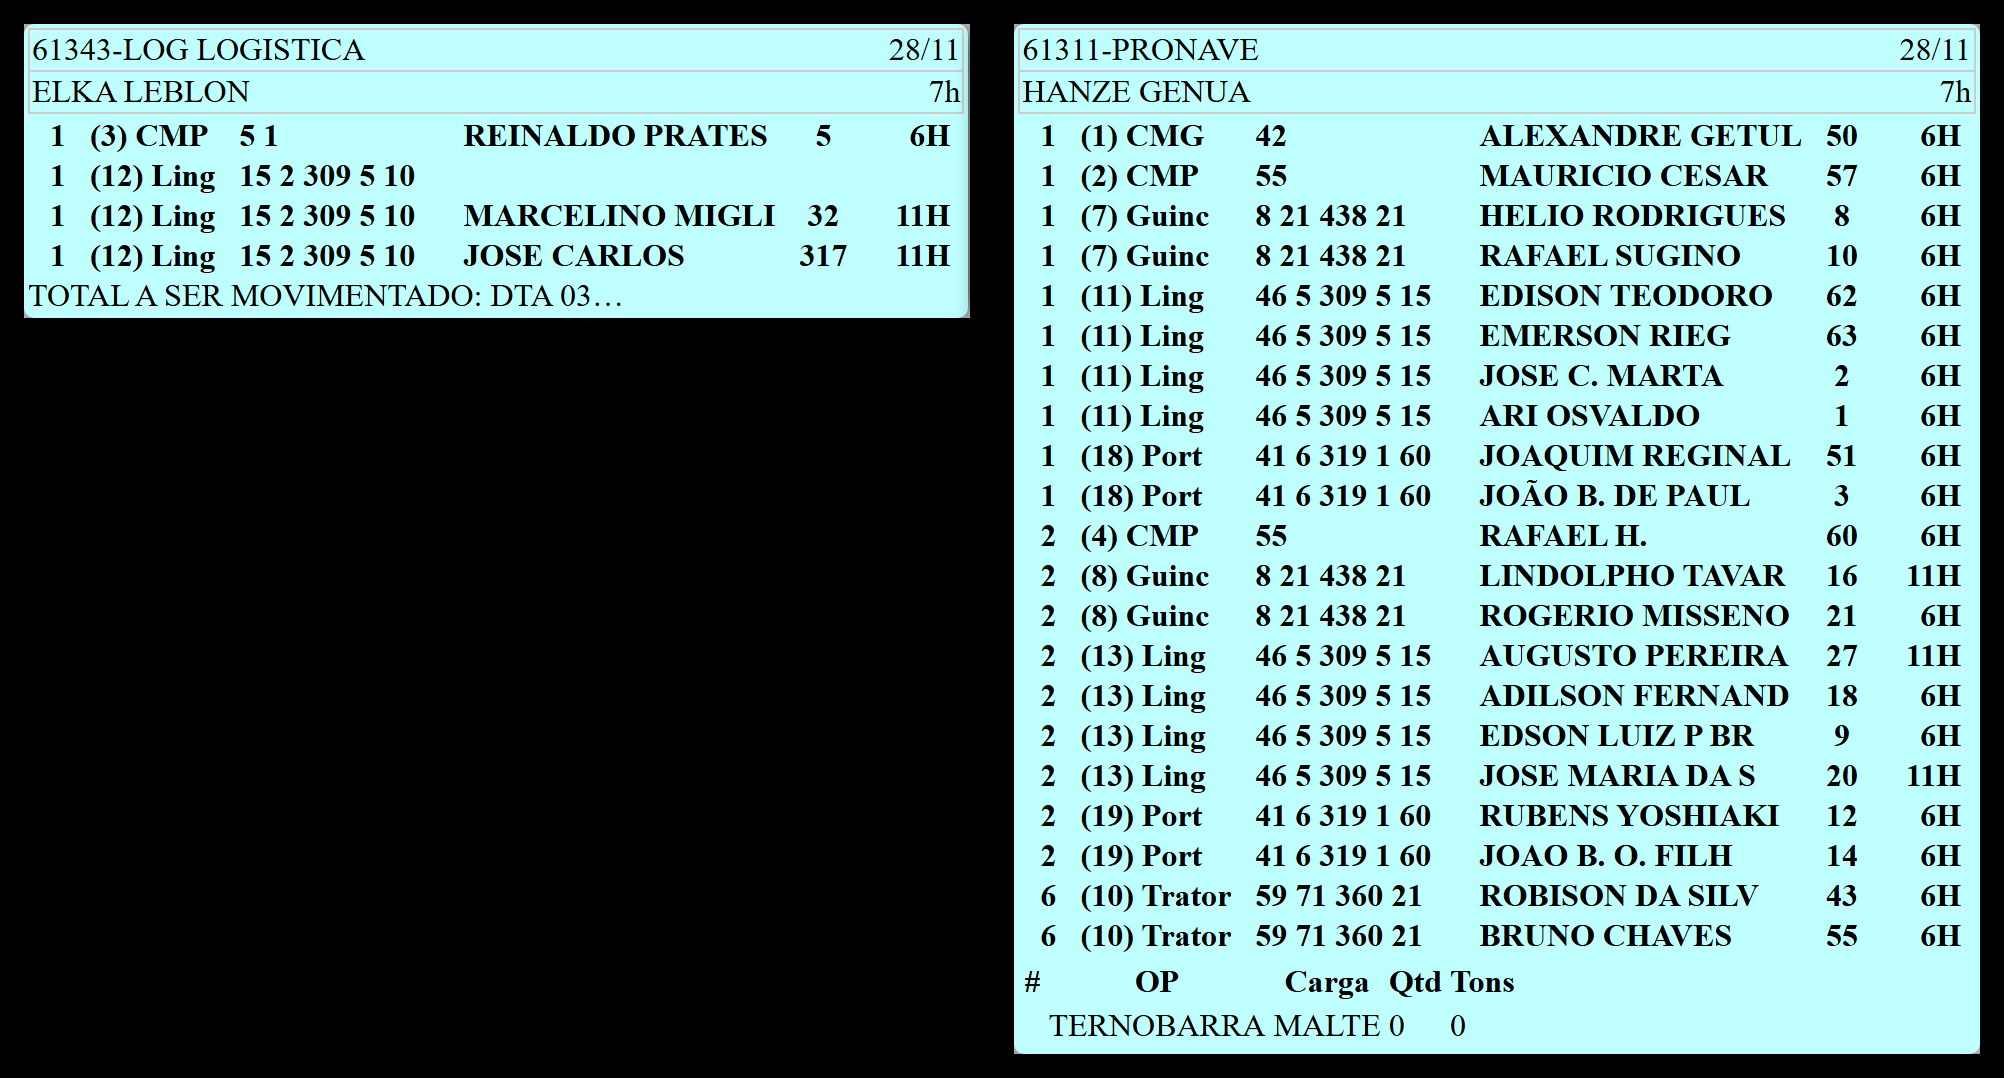 61343-LOG LOGISTICA 28/11
ELKA LEBLON 7h
1 (3) CMP 5 1 REINALDO PRATES 5 6H
1 (12) Ling 15 2 309 5 10
1 (12) Ling 15 2 309 5 10 MARCELINO MIGLI 32 11H
1 (12) Ling 15 2 309 5 10 JOSE CARLOS 317 11H
TOTAL A SER MOVIMENTADO: DTA 03…
61311-PRONAVE 28/11
HANZE GENUA 7h
1 (1) CMG 42 ALEXANDRE GETUL 50 6H
1 (2) CMP 55 MAURICIO CESAR 57 6H
1 (7) Guinc 8 21 438 21 HELIO RODRIGUES 8 6H
1 (7) Guinc 8 21 438 21 RAFAEL SUGINO 10 6H
1 (11) Ling 46 5 309 5 15 EDISON TEODORO 62 6H
1 (11) Ling 46 5 309 5 15 EMERSON RIEG 63 6H
1 (11) Ling 46 5 309 5 15 JOSE C. MARTA 2 6H
1 (11) Ling 46 5 309 5 15 ARI OSVALDO 1 6H
1 (18) Port 41 6 319 1 60 JOAQUIM REGINAL 51 6H
1 (18) Port 41 6 319 1 60 JOÃO B. DE PAUL 3 6H
2 (4) CMP 55 RAFAEL H. 60 6H
2 (8) Guinc 8 21 438 21 LINDOLPHO TAVAR 16 11H
2 (8) Guinc 8 21 438 21 ROGERIO MISSENO 21 6H
2 (13) Ling 46 5 309 5 15 AUGUSTO PEREIRA 27 11H
2 (13) Ling 46 5 309 5 15 ADILSON FERNAND 18 6H
2 (13) Ling 46 5 309 5 15 EDSON LUIZ P BR 9 6H
2 (13) Ling 46 5 309 5 15 JOSE MARIA DA S 20 11H
2 (19) Port 41 6 319 1 60 RUBENS YOSHIAKI 12 6H
2 (19) Port 41 6 319 1 60 JOAO B. O. FILH 14 6H
6 (10) Trator 59 71 360 21 ROBISON DA SILV 43 6H
6 (10) Trator 59 71 360 21 BRUNO CHAVES 55 6H
# OP Carga Qtd Tons
TERNOBARRA MALTE 0 0